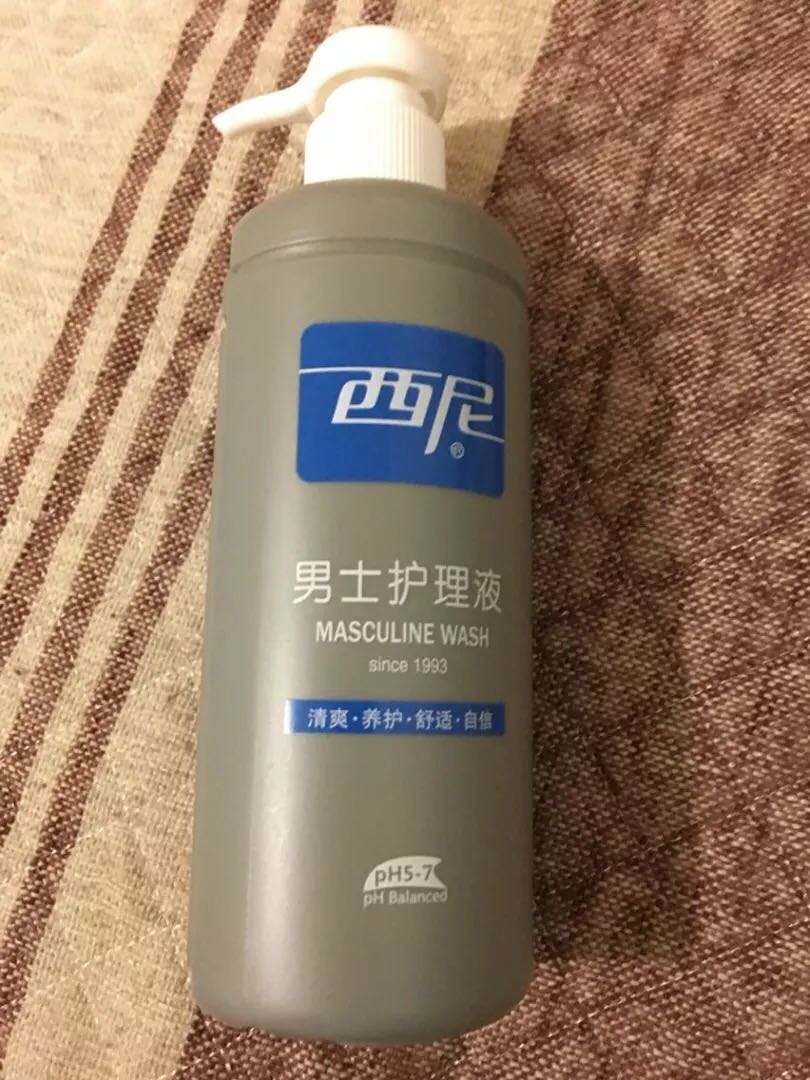 西尼®
男士护理液
MASCULINE WASH
since 1993
清爽·养护·舒适·自信
pH5-7
pH Balanced